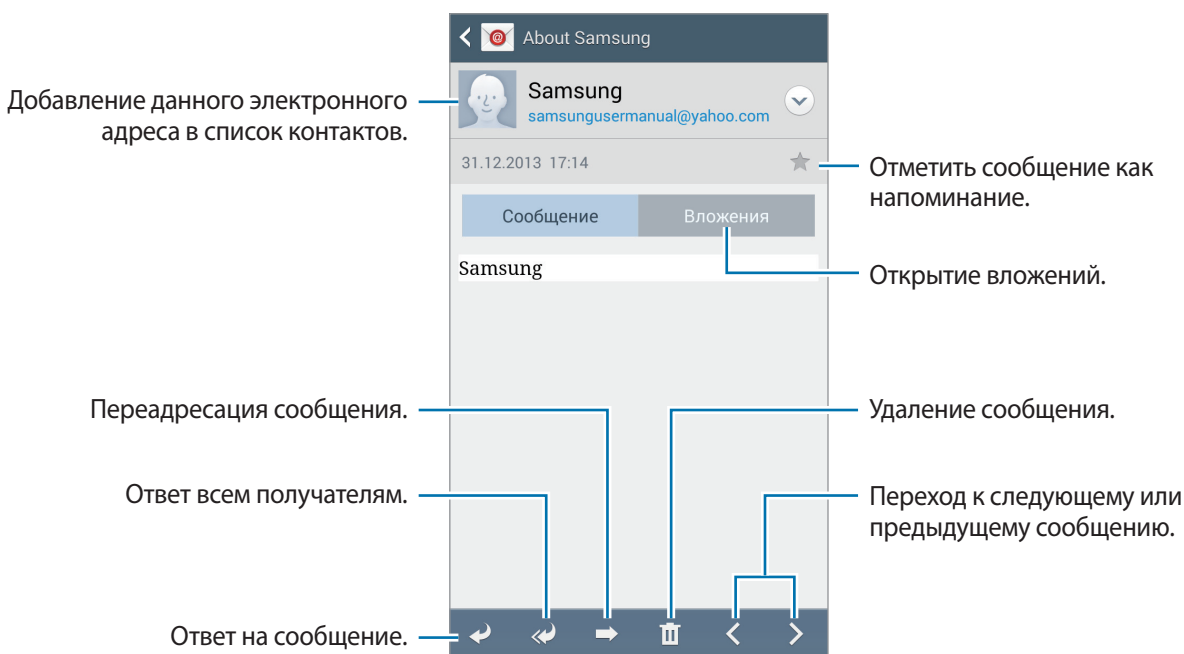 About Samsung
Samsung
samsungusermanual@yahoo.com
Добавление данного электронного
адреса в список контактов.
31.12.2013 17:14
Отметить сообщение как
напоминание.
Сообщение
Вложения
Samsung
Открытие вложений.
Переадресация сообщения.
Удаление сообщения.
Ответ всем получателям.
Переход к следующему или
предыдущему сообщению.
Ответ на сообщение.